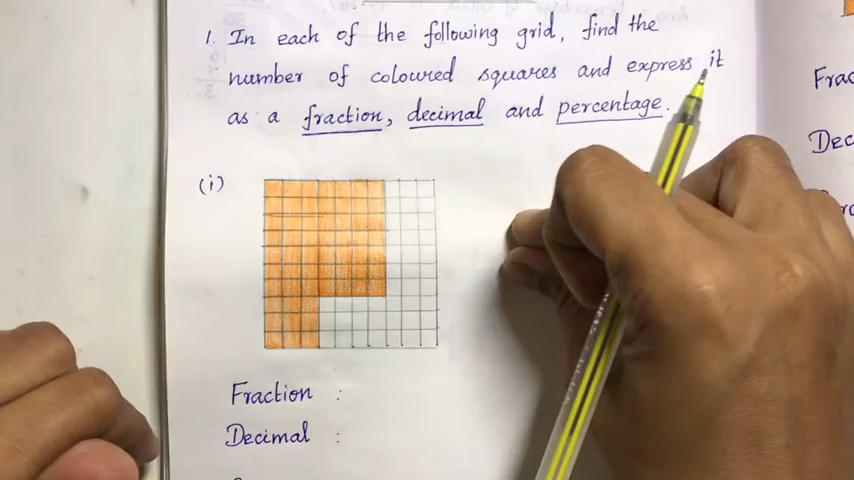 1. In each of the following grid, find the
number of coloured squares and express it
as a fraction, decimal and percentage.
(i)
Fraction :
Decimal :